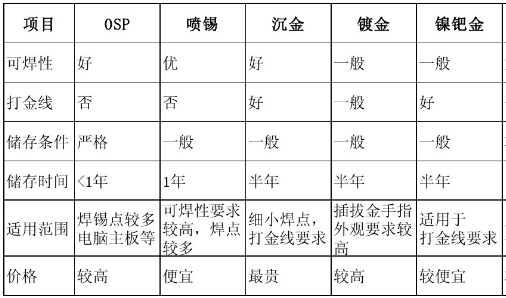 项目 OSP 喷锡 沉金 镀金 镍钯金
可焊性 好 优 好 一般 一般
打金线 否 否 好 一般 好
储存条件 严格 一般 一般 一般 一般
储存时间 <1年 1年 半年 半年 半年
适用范围 焊锡点较多电脑主板等 可焊性要求较高，焊点较多 细小焊点，打金线要求 插拔金手指外观要求较高 适用于打金线要求
价格 较高 便宜 最贵 较高 较便宜